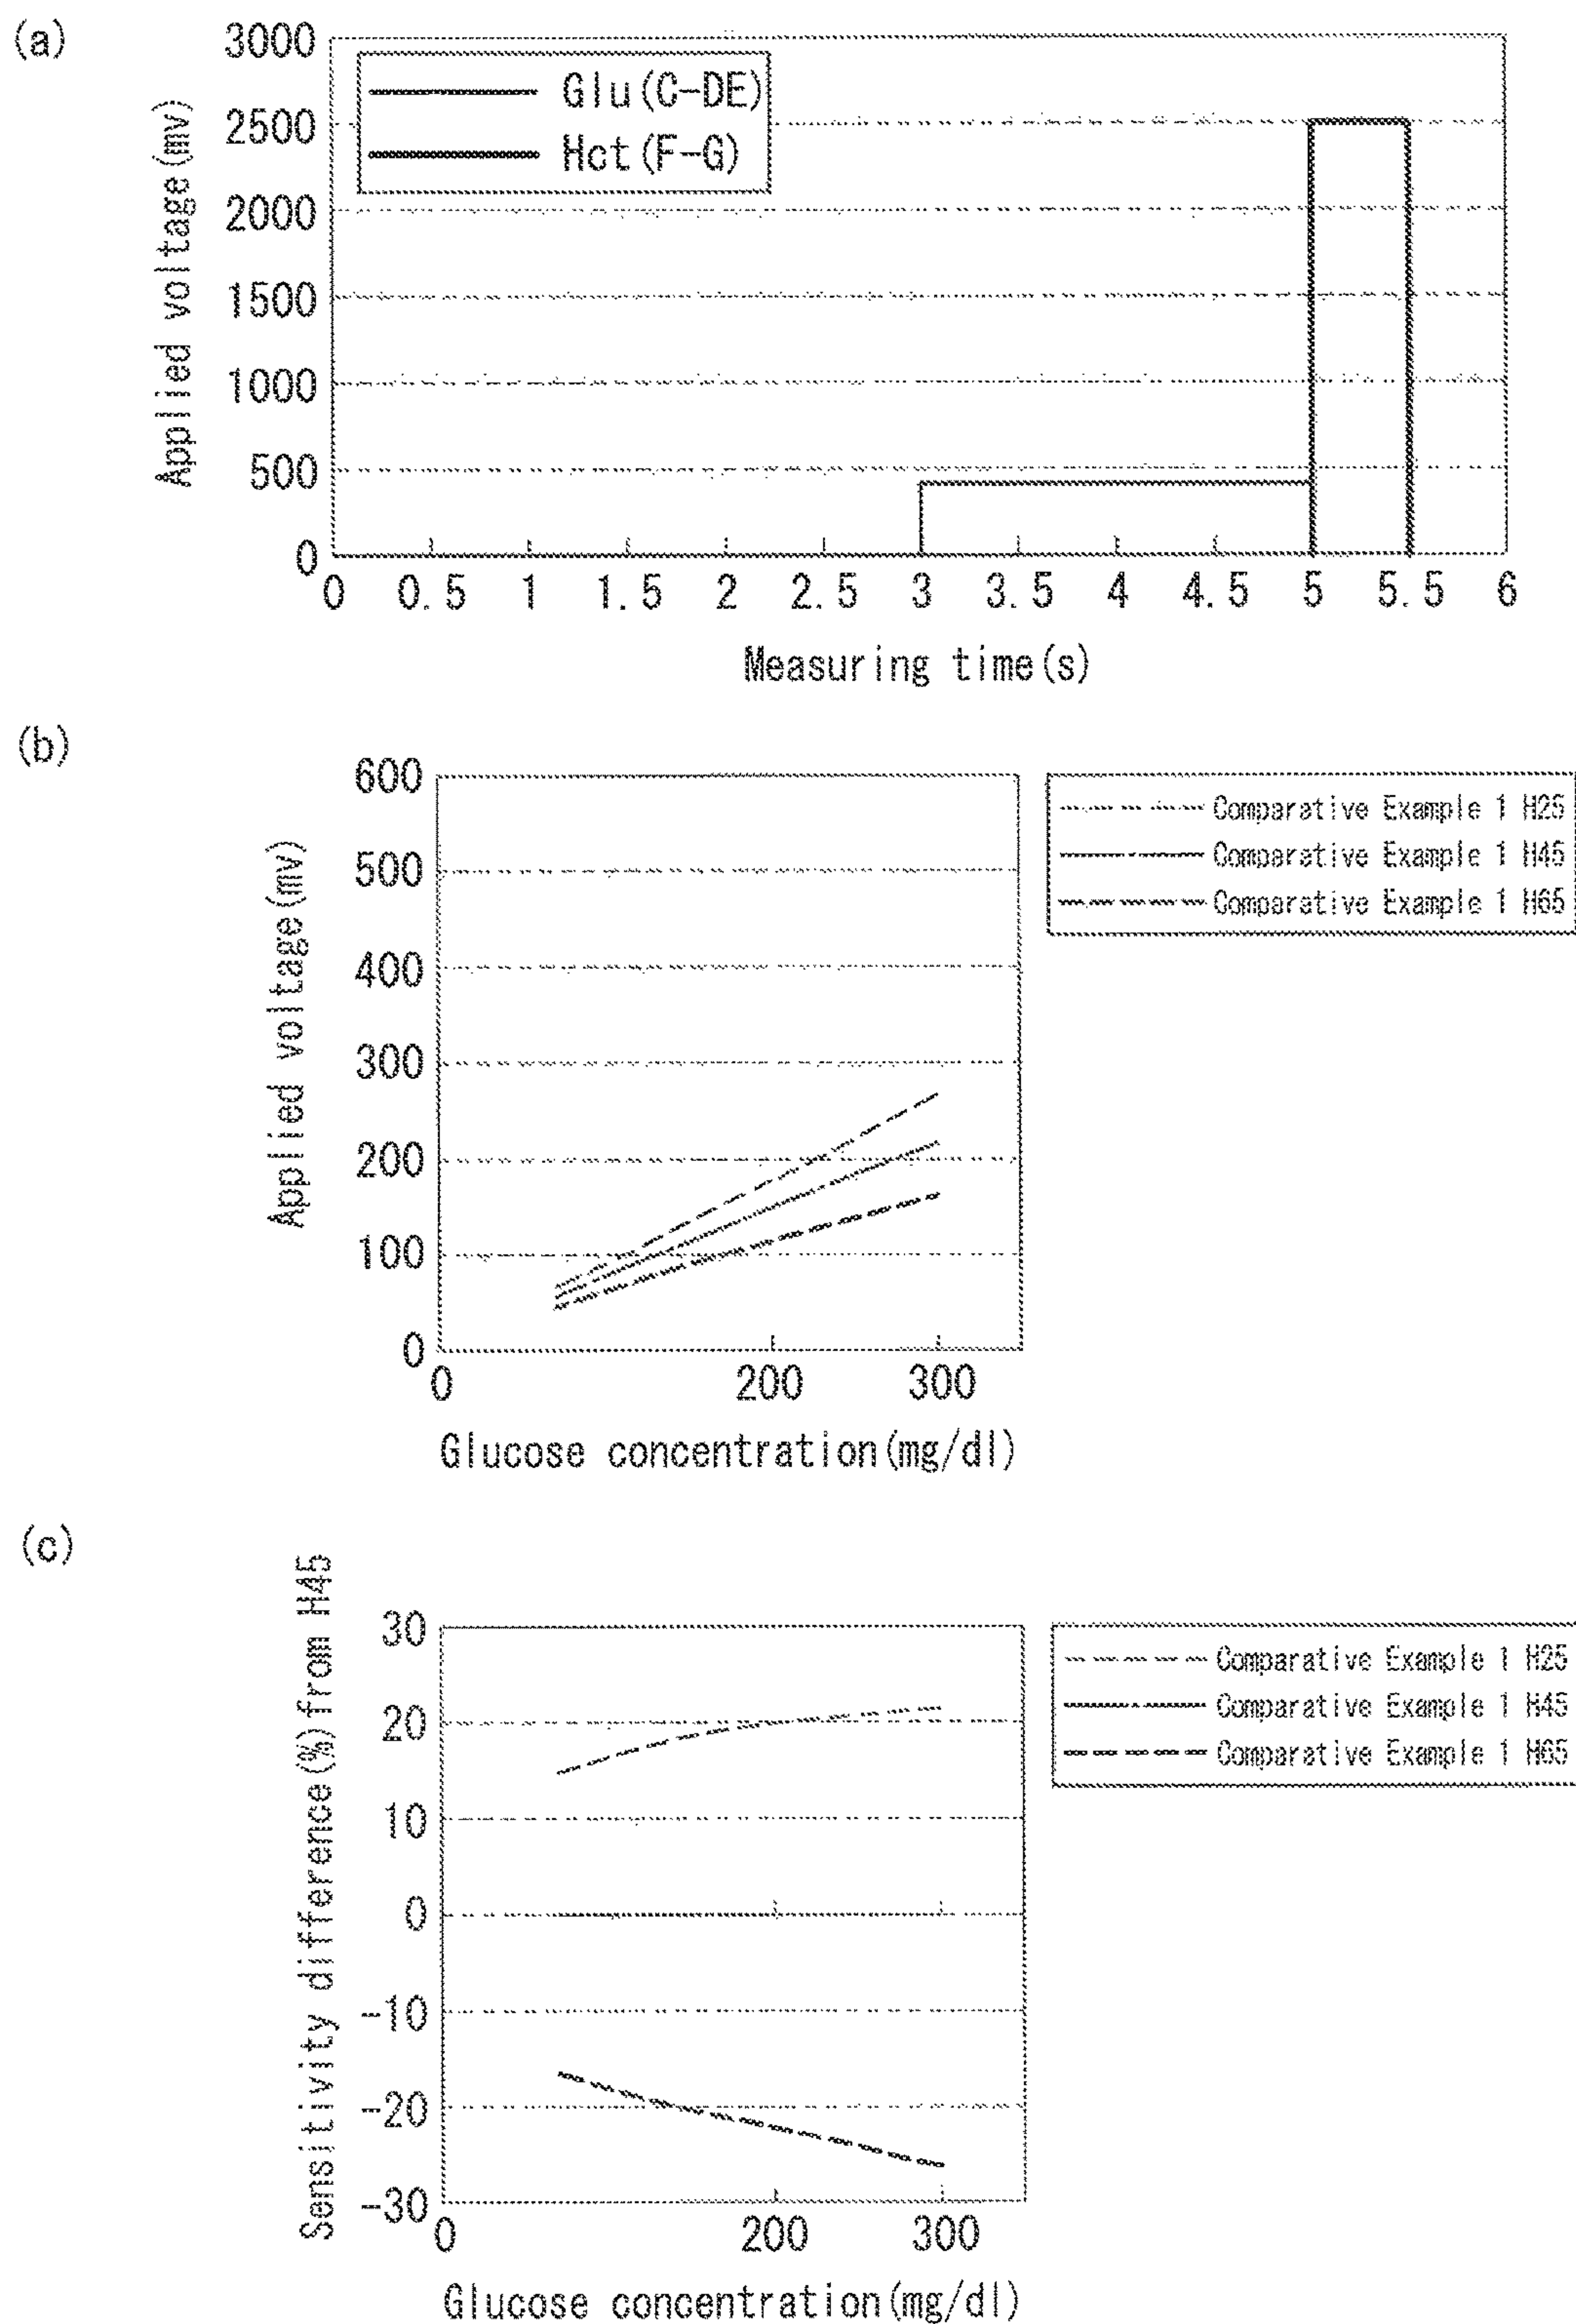 (a)
Applied voltage(mv)
3000
2500
2000
1500
1000
500
0
Glu(C-DE)
Hct(F-G)
0 0.5 1 1.5 2 2.5 3 3.5 4 4.5 5 5.5 6
Measuring time(s)
(b)
Applied voltage(mv)
600
500
400
300
200
100
0
Comparative Example 1 H25
Comparative Example 1 H45
Comparative Example 1 H65
0 200 300
Glucose concentration(mg/dl)
(c)
Sensitivity difference(%)from H45
30
20
10
0
-10
-20
-30
Comparative Example 1 H25
Comparative Example 1 H45
Comparative Example 1 H65
0 200 300
Glucose concentration(mg/dl)